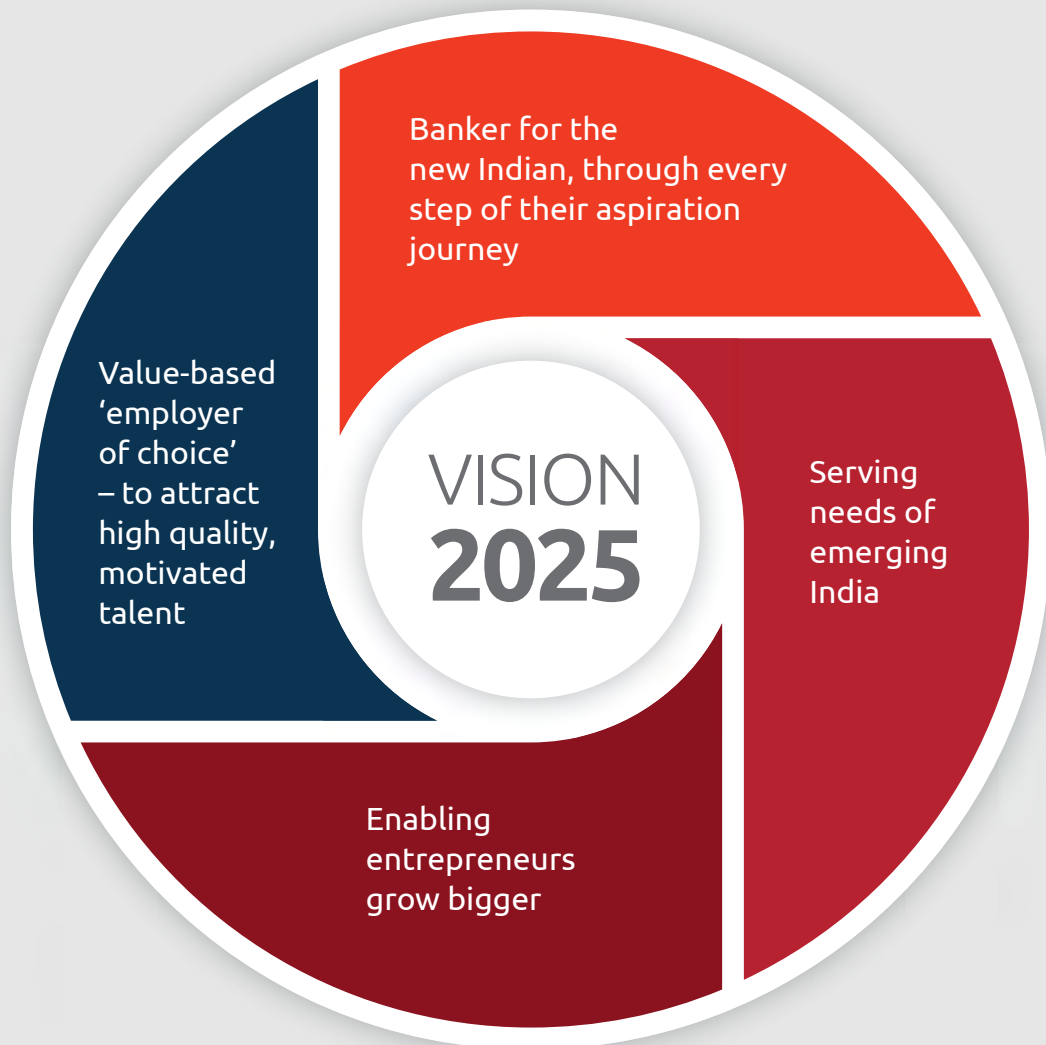 Banker for the
new Indian, through every
step of their aspiration
journey
Value-based
‘employer
of choice’
– to attract
high quality,
motivated
talent
VISION
2025
Serving
needs of
emerging
India
Enabling
entrepreneurs
grow bigger